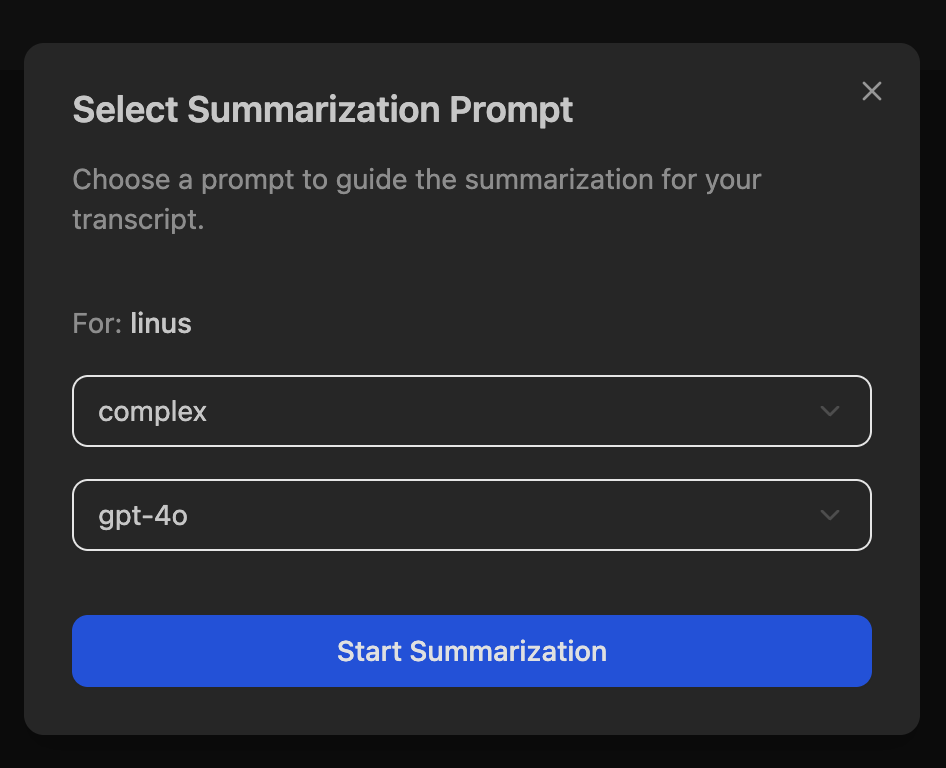 Select Summarization Prompt
Choose a prompt to guide the summarization for your
transcript.
For: linus
complex
gpt-4o
Start Summarization